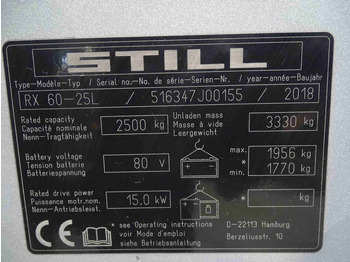 STILL
Type-Modèle-Typ / Serial no.-No. de série-Serien-Nr. / year-année-Baujahr
RX 60-25L / 516347J00155 / 2018
Rated capacity
Capacité nominale
Nenn-Tragfähigkeit
2500 kg
Unladen mass
Masse à vide
Leergewicht
3330 kg
Battery voltage
Tension batterie
Batteriespannung
80 V
max. 1956 kg
min. 1770 kg
Rated drive power
Puissance motr.nom.
Nenn-Antriebsleist.
15.0 kW
* kg
CE
* see Operating instructions
voir Mode d'emploi
siehe Betriebsanleitung
D-22113 Hamburg
Berzeliusstr. 10